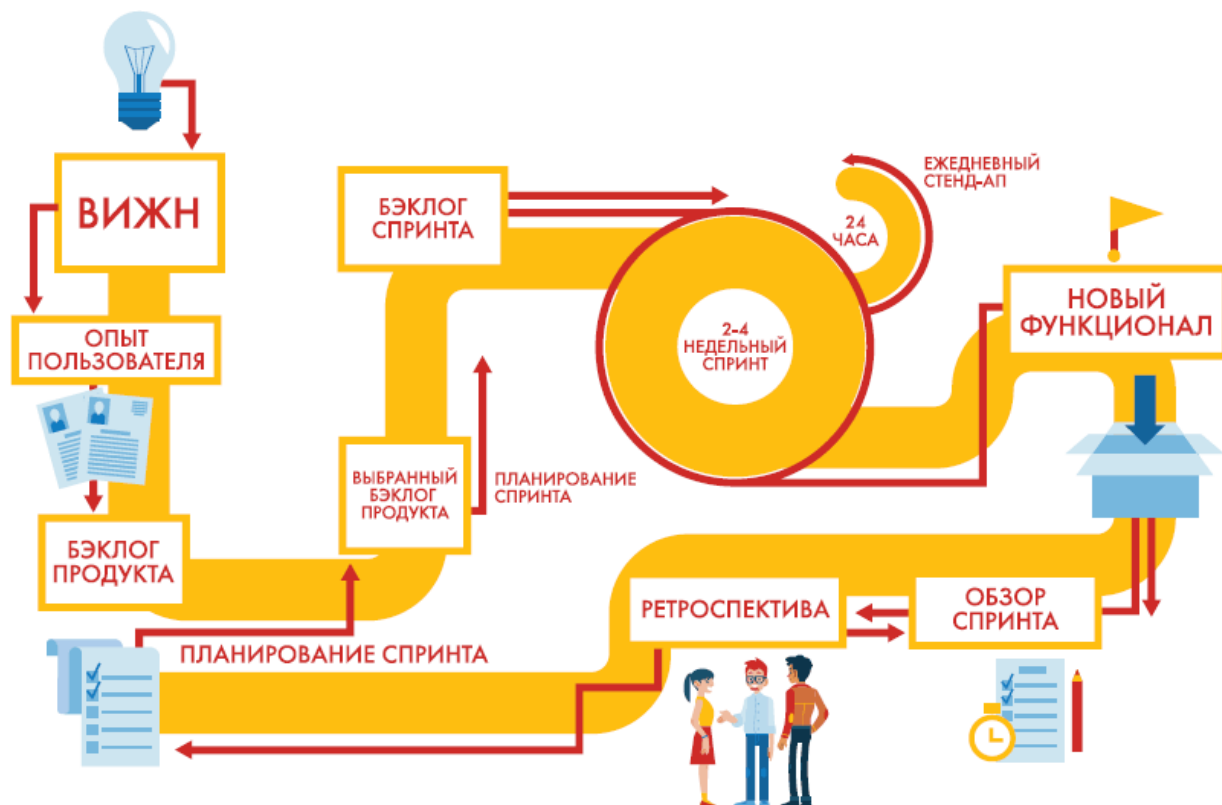 ВИЖН
ОПЫТ
ПОЛЬЗОВАТЕЛЯ
БЭКЛОГ
ПРОДУКТА
ПЛАНИРОВАНИЕ СПРИНТА
ВЫБРАННЫЙ
БЭКЛОГ
ПРОДУКТА
ПЛАНИРОВАНИЕ
СПРИНТА
БЭКЛОГ
СПРИНТА
2-4
НЕДЕЛЬНЫЙ
СПРИНТ
24
ЧАСА
ЕЖЕДНЕВНЫЙ
СТЕНД-АП
НОВЫЙ
ФУНКЦИОНАЛ
ОБЗОР
СПРИНТА
РЕТРОСПЕКТИВА